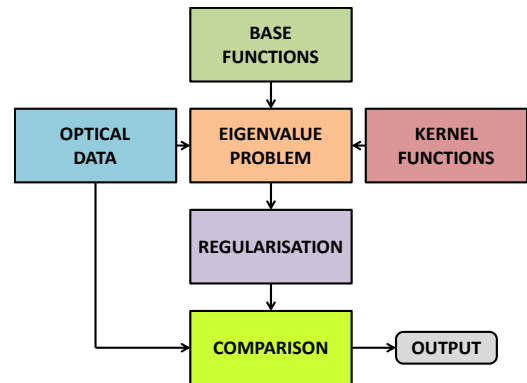 BASE
FUNCTIONS
OPTICAL
DATA
EIGENVALUE
PROBLEM
KERNEL
FUNCTIONS
REGULARISATION
COMPARISON
OUTPUT